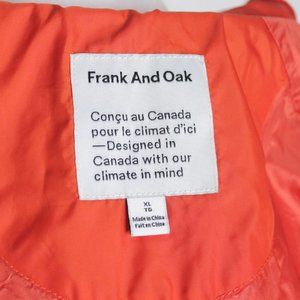 Frank And Oak
Conçu au Canada
pour le climat d'ici
—Designed in
Canada with our
climate in mind
XL
TG
Made in China
Fait en Chine